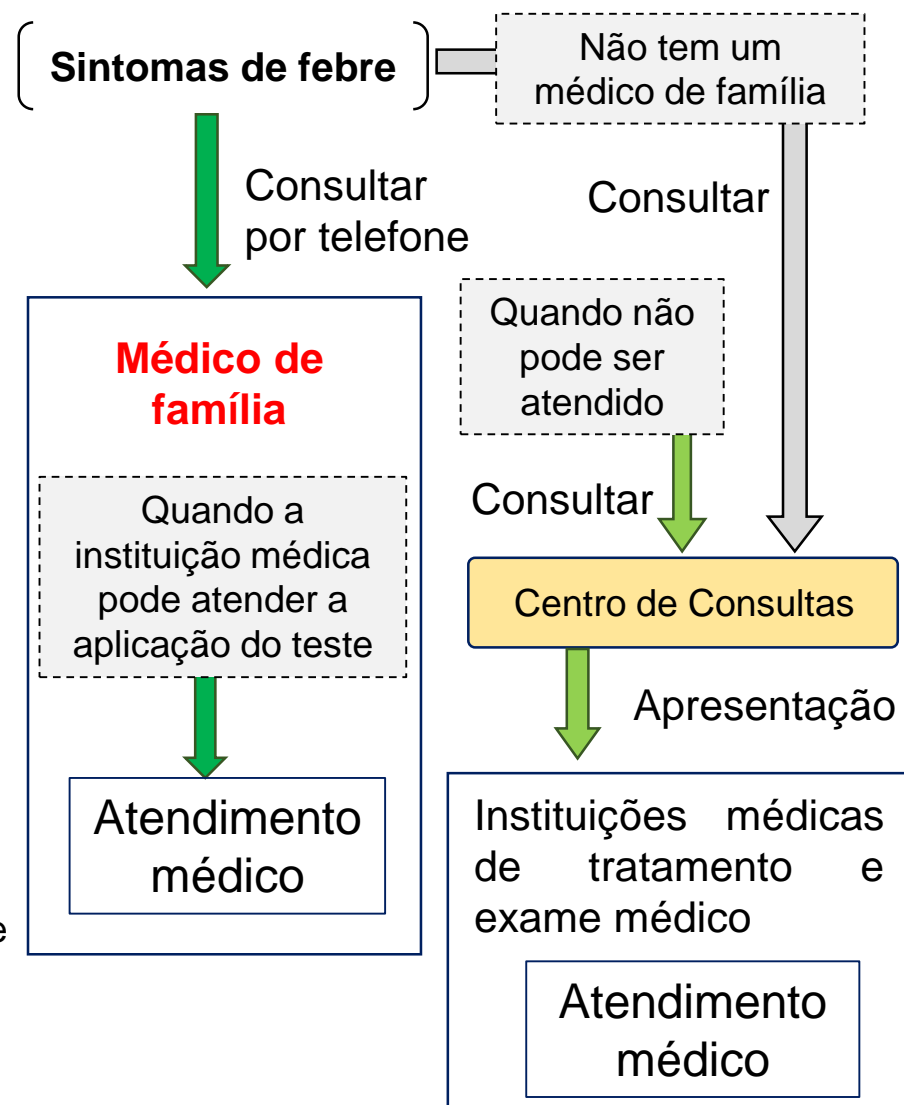 Sintomas de febre
Não tem um
médico de família
Consultar
por telefone
Consultar
Médico de
família
Quando a
instituição médica
pode atender a
aplicação do teste
Atendimento
médico
e
Quando não
pode ser
atendido
Consultar
Centro de Consultas
Apresentação
Instituições médicas
de tratamento e
exame médico
Atendimento
médico